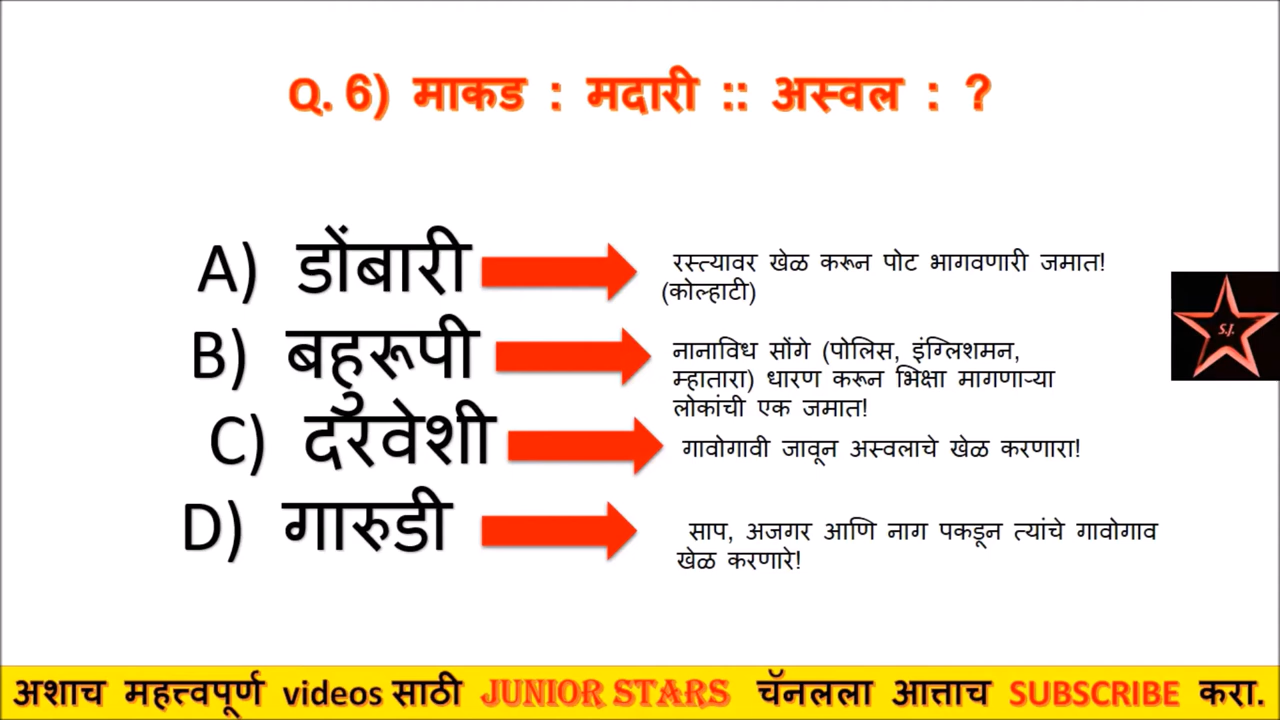 Q. 6) माकड : मदारी :: अस्वल : ?
A) डोंबारी
रस्त्यावर खेळ करून पोट भागवणारी जमात!
(कोल्हाटी)
B) बहुरूपी
नानाविध सोंगे (पोलिस, इंग्लिशमन,
म्हातारा) धारण करून भिक्षा मागणाऱ्या
लोकांची एक जमात!
C) दरवेशी
गावोगावी जावून अस्वलाचे खेळ करणारा!
D) गारुडी
साप, अजगर आणि नाग पकडून त्यांचे गावोगाव
खेळ करणारे!
S.J.
अशाच महत्त्वपूर्ण videos साठी JUNIOR STARS चॅनलला आत्ताच SUBSCRIBE करा.